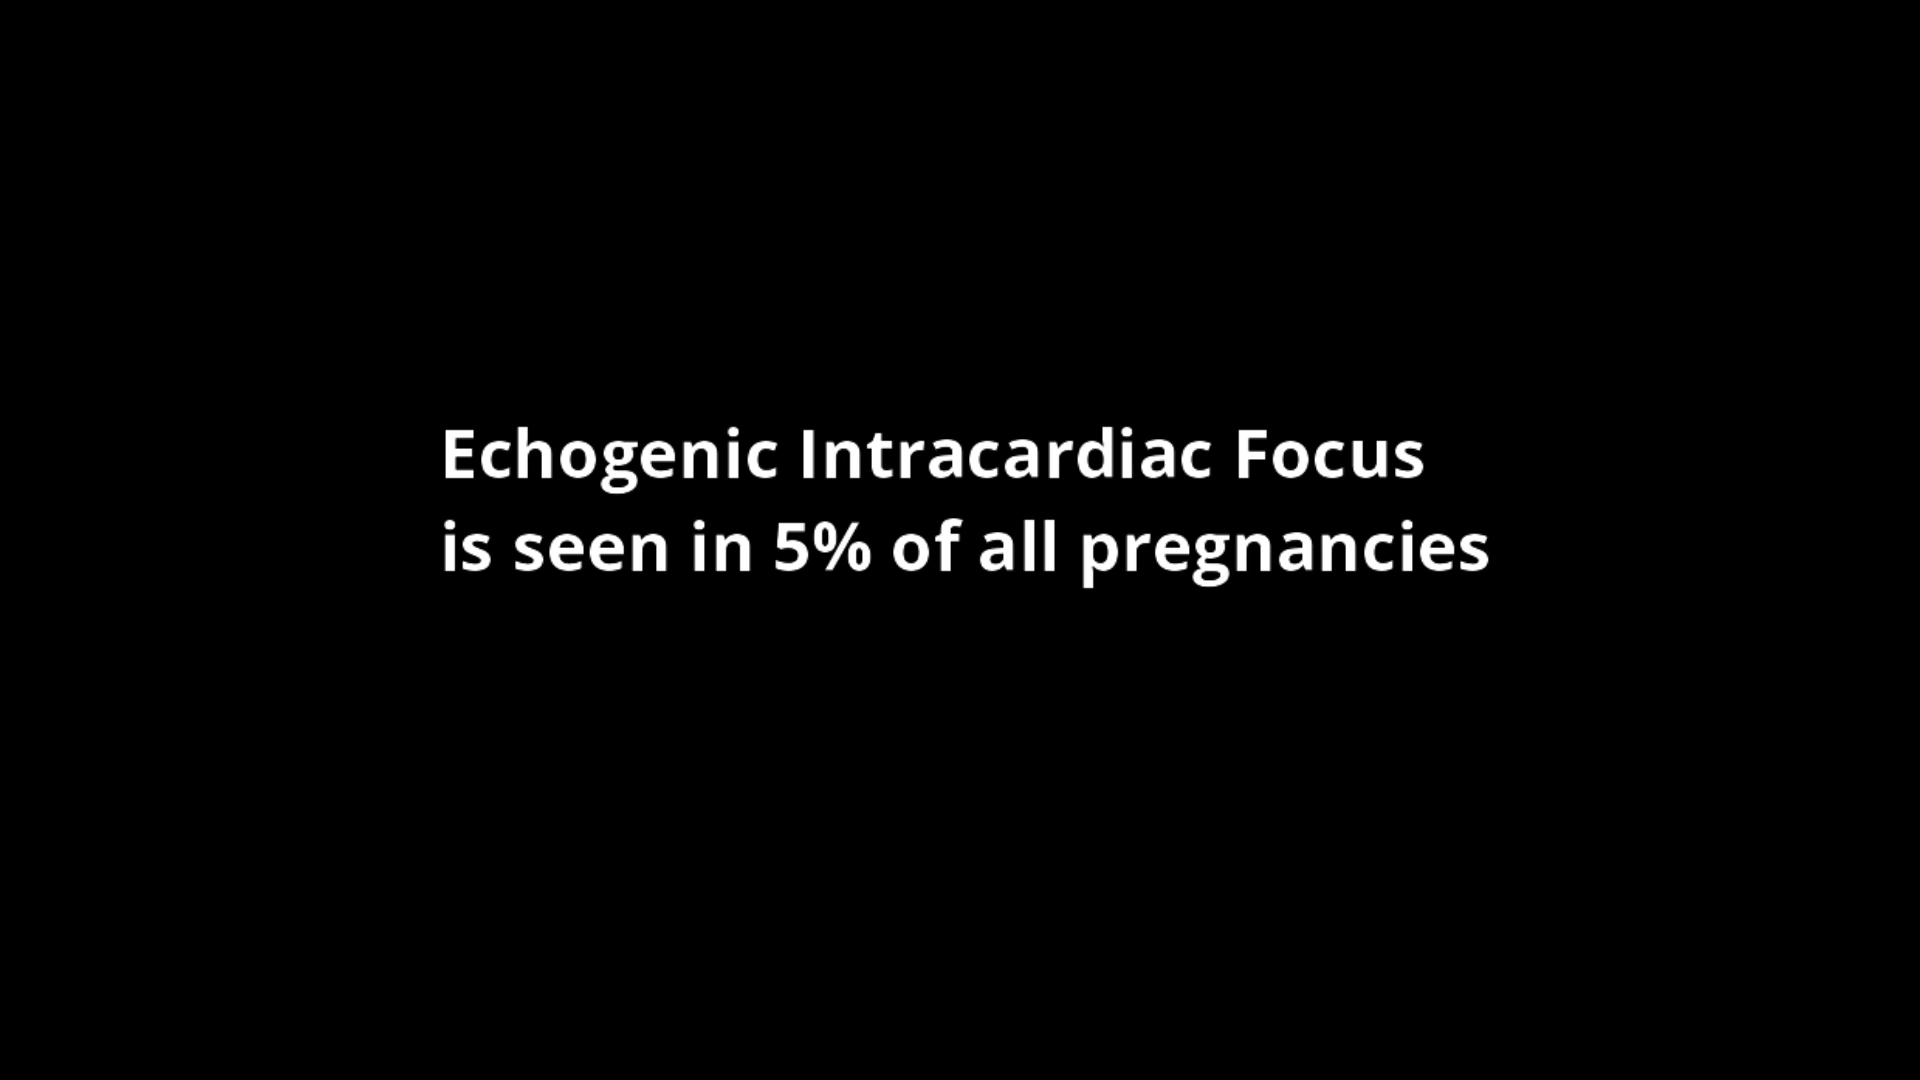 Echogenic Intracardiac Focus
is seen in 5% of all pregnancies